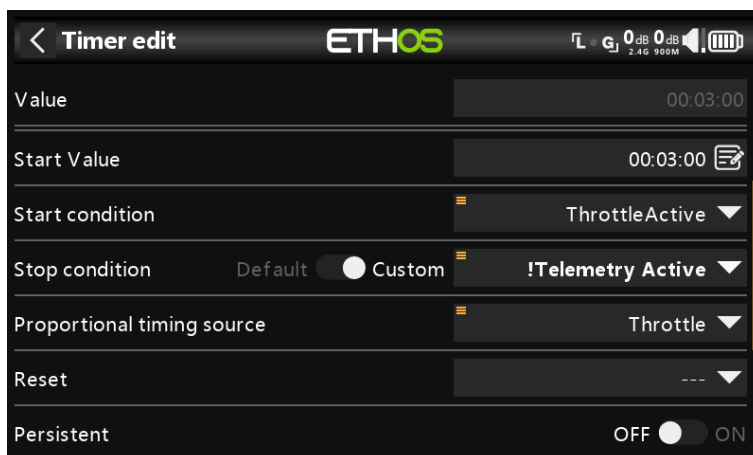 Timer edit ETHOS L G 0dB 2.4G 0dB 900M
Value 00:03:00
Start Value 00:03:00
Start condition ThrottleActive
Stop condition Default Custom !Telemetry Active
Proportional timing source Throttle
Reset ---
Persistent OFF ON